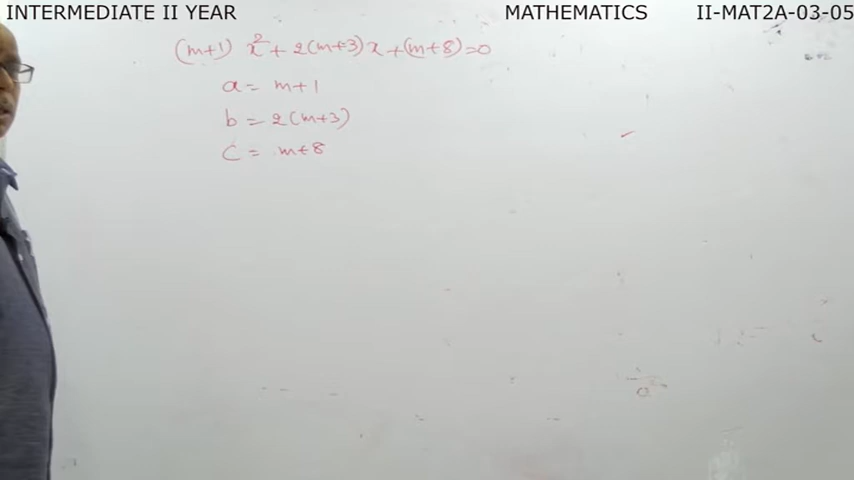 INTERMEDIATE II YEAR MATHEMATICS II-MAT2A-03-05
(m+1) x² + 2(m+3)x + (m+8)=0
a = m+1
b = 2(m+3)
c = m+8